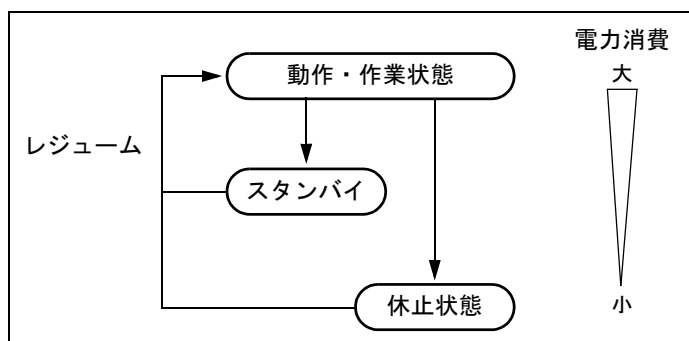 電力消費
動作・作業状態
大
レジューム
スタンバイ
休止状態
小